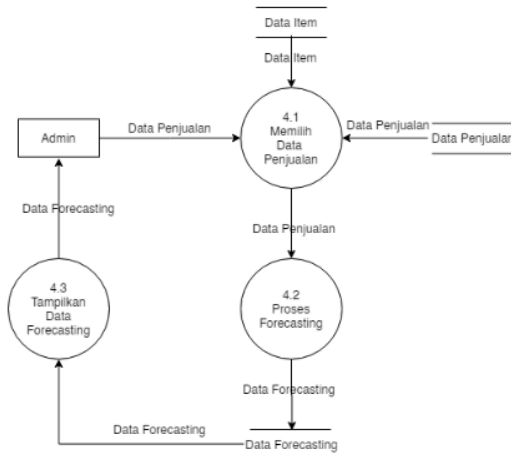 Data Item
Data Item
4.1
Memilih
Data
Penjualan
Admin
Data Penjualan
Data Penjualan
Data Penjualan
Data Forecasting
Data Penjualan
4.3
Tampilkan
Data
Forecasting
4.2
Proses
Forecasting
Data Forecasting
Data Forecasting
Data Forecasting